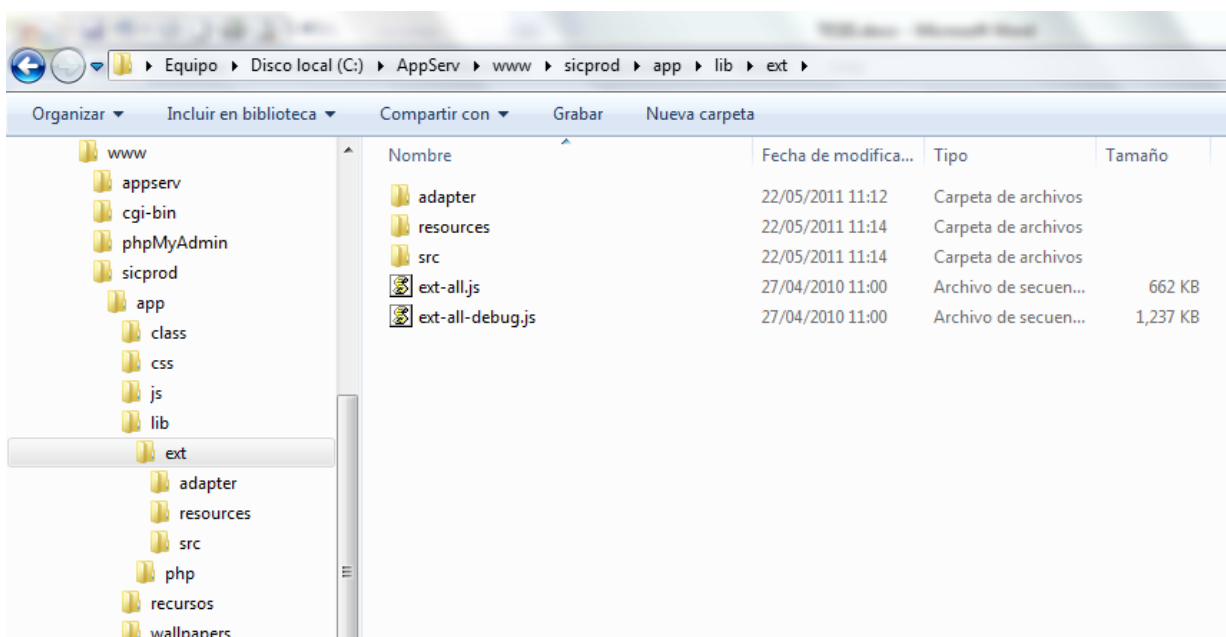 Equipo Disco local (C:) AppServ www sicprod app lib ext
Organizar Incluir en biblioteca Compartir con Grabar Nueva carpeta
www
appserv
cgi-bin
phpMyAdmin
sicprod
app
class
css
js
lib
ext
adapter
resources
src
php
recursos
wallpapers
Nombre Fecha de modifica... Tipo Tamaño
adapter 22/05/2011 11:12 Carpeta de archivos
resources 22/05/2011 11:14 Carpeta de archivos
src 22/05/2011 11:14 Carpeta de archivos
ext-all.js 27/04/2010 11:00 Archivo de secuen... 662 KB
ext-all-debug.js 27/04/2010 11:00 Archivo de secuen... 1,237 KB